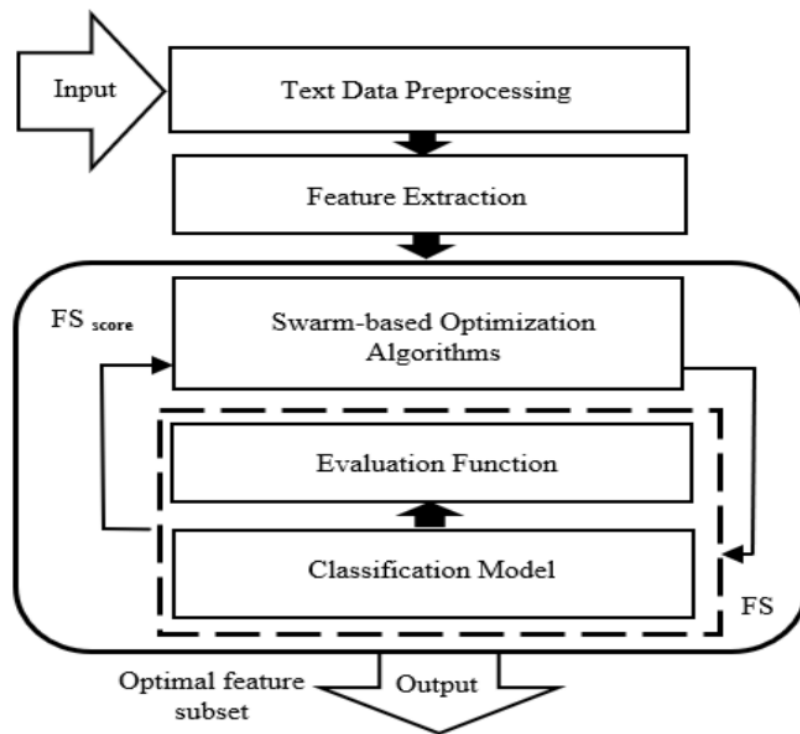 Input
Text Data Preprocessing
Feature Extraction
FS score
Swarm-based Optimization
Algorithms
Evaluation Function
Classification Model
FS
Optimal feature
subset
Output